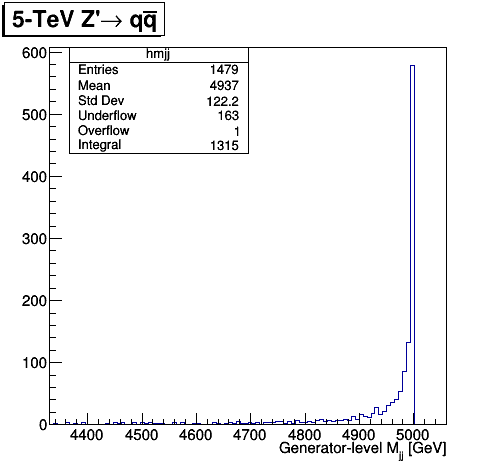 5-TeV Z'→ qq̅
hmjj
Entries 1479
Mean 4937
Std Dev 122.2
Underflow 163
Overflow 1
Integral 1315
600
500
400
300
200
100
0
4400 4500 4600 4700 4800 4900 5000
Generator-level Mjj [GeV]